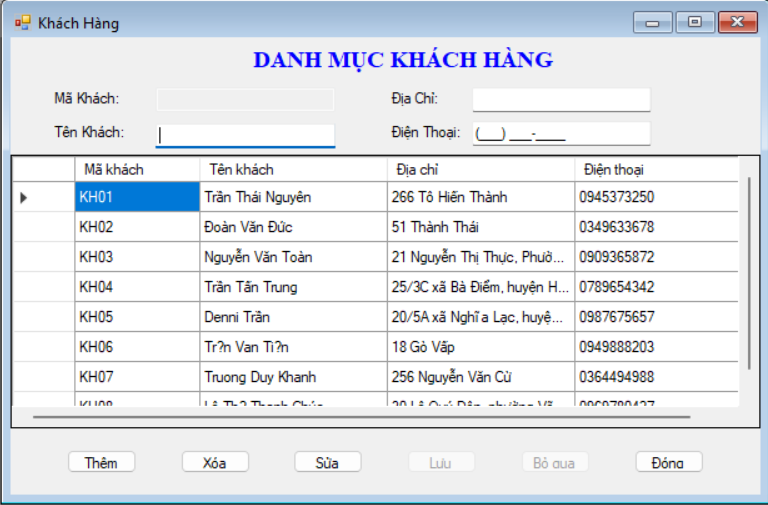 Khách Hàng
DANH MỤC KHÁCH HÀNG
Mã Khách: Địa Chỉ:
Tên Khách: Điện Thoại: (___) ___-____
Mã khách Tên khách Địa chỉ Điện thoại
KH01 Trần Thái Nguyên 266 Tô Hiến Thành 0945373250
KH02 Đoàn Văn Đức 51 Thành Thái 0349633678
KH03 Nguyễn Văn Toàn 21 Nguyễn Thị Thực, Phườ... 0909365872
KH04 Trần Tấn Trung 25/3C xã Bà Điểm, huyện H... 0789654342
KH05 Denni Trần 20/5A xã Nghĩa Lạc, huyệ... 0987675657
KH06 Tr?n Van Ti?n 18 Gò Vấp 0949888203
KH07 Truong Duy Khanh 256 Nguyễn Văn Cừ 0364494988
KH08
Thêm Xóa Sửa Lưu Bỏ qua Đóng